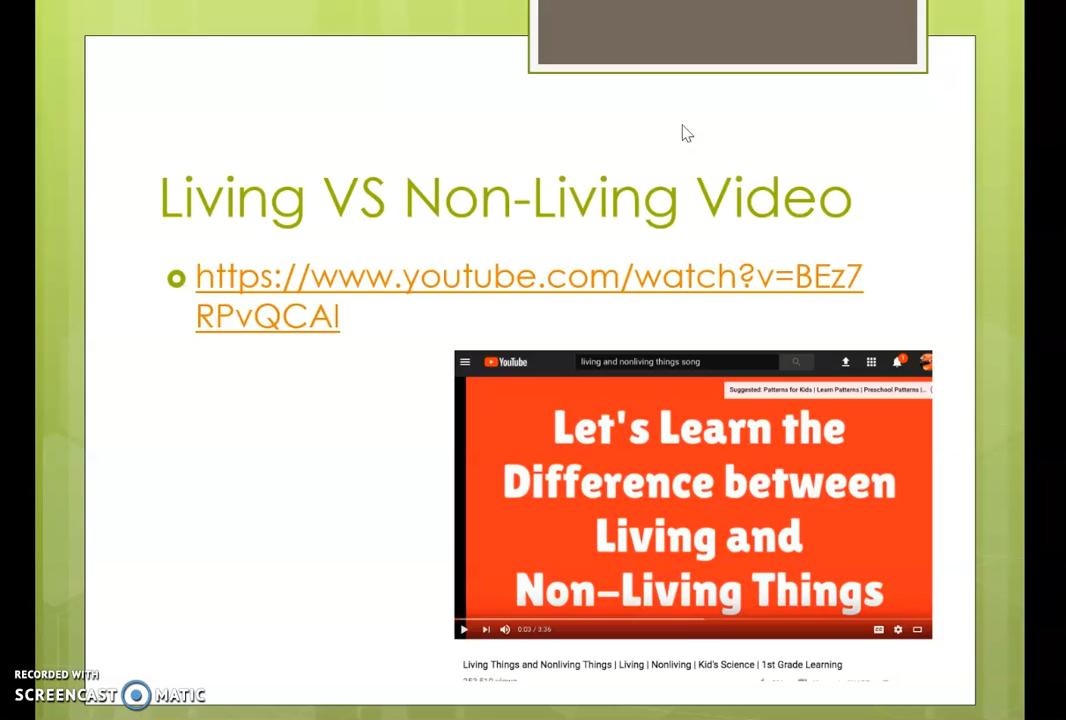 Living VS Non-Living Video
https://www.youtube.com/watch?v=BEz7
RPvQCAI
YouTube
living and nonliving things song
1
Suggested: Patterns for Kids | Learn Patterns | Preschool Patterns |...
Let's Learn the
Difference between
Living and
Non-Living Things
0:03 / 3:36
CC
Living Things and Nonliving Things | Living | Nonliving | Kid's Science | 1st Grade Learning
RECORDED WITH
SCREENCAST MATIC